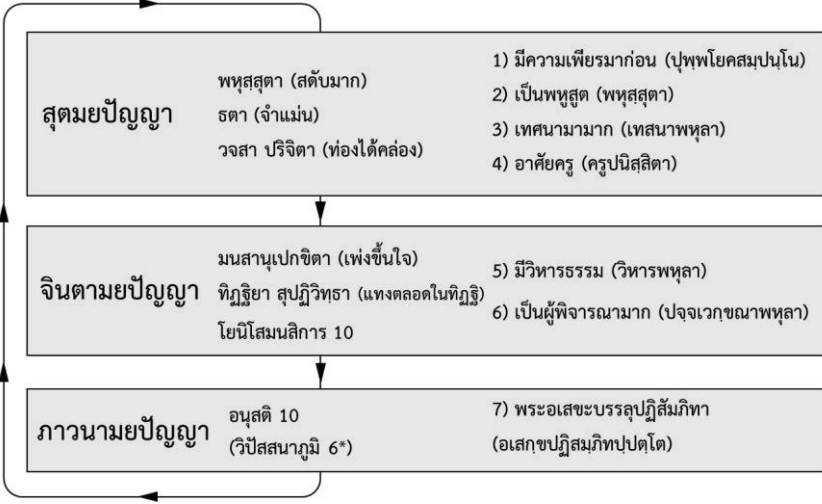 สุตมยปัญญา
พหุสฺสุตา (สดับมาก)
ธตา (จำแม่น)
วจสา ปริจิตา (ท่องได้คล่อง)
1) มีความเพียรมาก่อน (ปุพฺพโยคสมฺปนฺโน)
2) เป็นพหูสูต (พหุสฺสุตา)
3) เทศนามามาก (เทสนาพหุลา)
4) อาศัยครู (ครูปนิสฺสิตา)
จินตามยปัญญา
มนสานุเปกขิตา (เพ่งขึ้นใจ)
ทิฏฐิยา สุปฏิวิทฺธา (แทงตลอดในทิฏฐิ)
โยนิโสมนสิการ 10
5) มีวิหารธรรม (วิหารพหุลา)
6) เป็นผู้พิจารณามาก (ปจฺจเวกฺขณาพหุลา)
ภาวนามยปัญญา
อนุสติ 10
(วิปัสสนาภูมิ 6*)
7) พระอเสขะบรรลุปฏิสัมภิทา
(อเสกฺขปฏิสมฺภิทปฺปตฺโต)